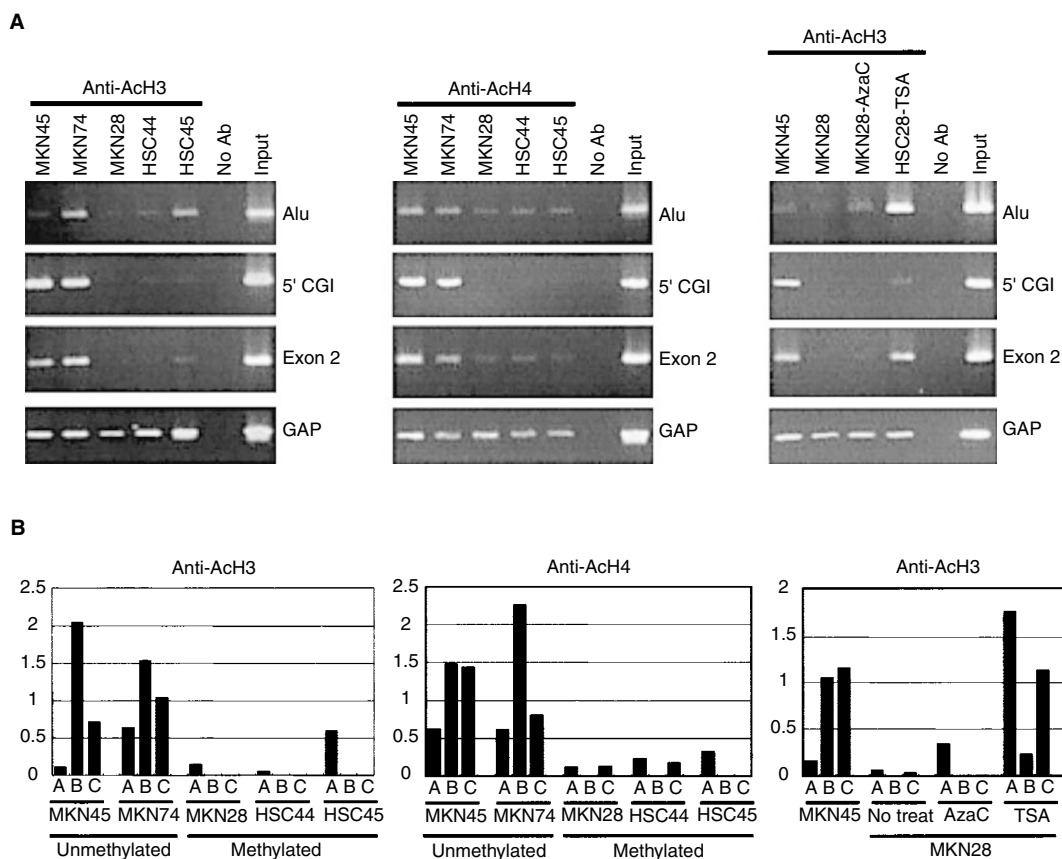 A
Anti-AcH3
MKN45 MKN74 MKN28 HSC44 HSC45 No Ab Input
Alu
5' CGI
Exon 2
GAP
Anti-AcH4
MKN45 MKN74 MKN28 HSC44 HSC45 No Ab Input
Alu
5' CGI
Exon 2
GAP
Anti-AcH3
MKN45 MKN28 MKN28-AzaC HSC28-TSA No Ab Input
Alu
5' CGI
Exon 2
GAP
B
Anti-AcH3
2.5
2
1.5
1
0.5
0
A B C A B C A B C A B C A B C
MKN45 MKN74 MKN28 HSC44 HSC45
Unmethylated Methylated
Anti-AcH4
2.5
2
1.5
1
0.5
0
A B C A B C A B C A B C A B C
MKN45 MKN74 MKN28 HSC44 HSC45
Unmethylated Methylated
Anti-AcH3
2
1.5
1
0.5
0
A B C A B C A B C A B C
MKN45 No treat AzaC TSA
MKN28